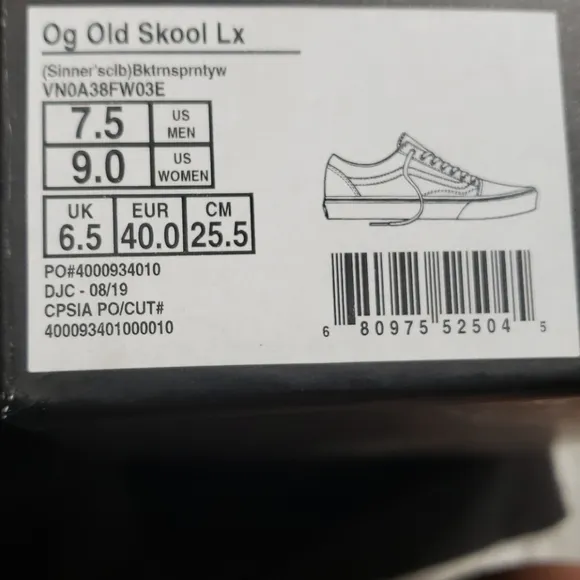 Og Old Skool Lx
(Sinner'sclb)Bktrnsprntyw
VN0A38FW03E
7.5 US MEN
9.0 US WOMEN
UK EUR CM
6.5 40.0 25.5
PO#4000934010
DJC - 08/19
CPSIA PO/CUT#
400093401000010
6 80975 52504 5